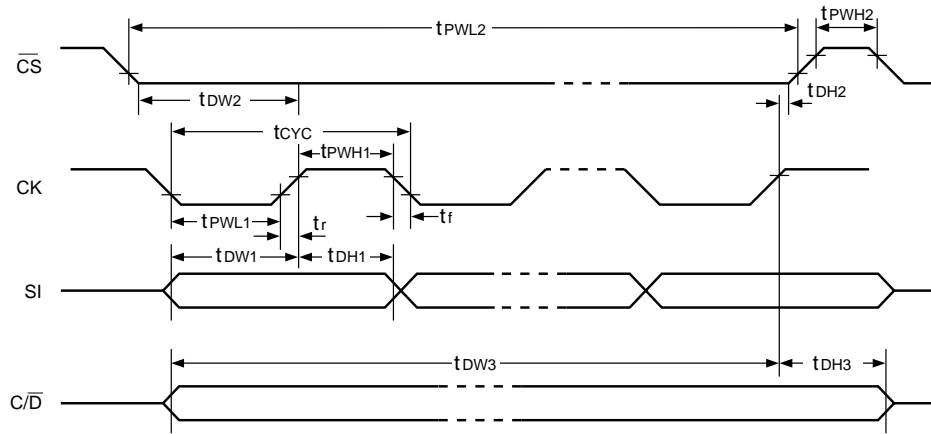 tPWL2
tPWH2
CS
tDW2
tDH2
tCYC
tPWH1
CK
tPWL1
tr
tf
tDW1
tDH1
SI
tDW3
tDH3
C/D